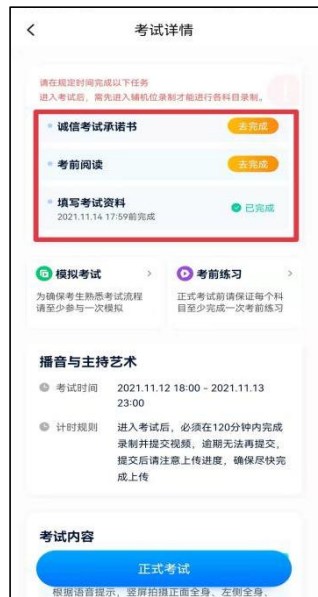 考试详情
请在规定时间完成以下任务
进入考试后，需先进入辅机位录制才能进行各科目录制。
诚信考试承诺书
去完成
考前阅读
去完成
填写考试资料
2021.11.14 17:59前完成
已完成
模拟考试
为确保考生熟悉考试流程
请至少参与一次模拟
考前练习
正式考试前请保证每个科
目至少完成一次考前练习
播音与主持艺术
考试时间
2021.11.12 18:00 - 2021.11.13
23:00
计时规则
进入考试后，必须在120分钟内完成
录制并提交视频，逾期无法再提交，
提交后请注意上传进度，确保尽快完
成上传
考试内容
正式考试
根据语音提示，竖屏拍摄正面全身、左侧全身、